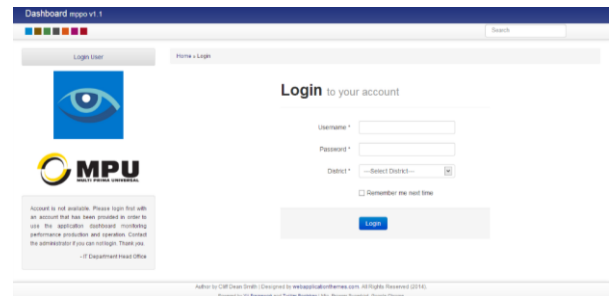 Dashboard mppo v1.1
Search
Login User
Home » Login
Login to your account
Username *
Password *
District *
---Select District---
Remember me next time
Login
MPU
MULTI PRIMA UNIVERSAL
Account is not available. Please login first with
an account that has been provided in order to
use the application dashboard monitoring
performance production and operation. Contact
the administrator if you can not login. Thank you.
- IT Department Head Office
Author by Cliff Dean Smith | Designed by webapplicationthemes.com. All Rights Reserved (2014).